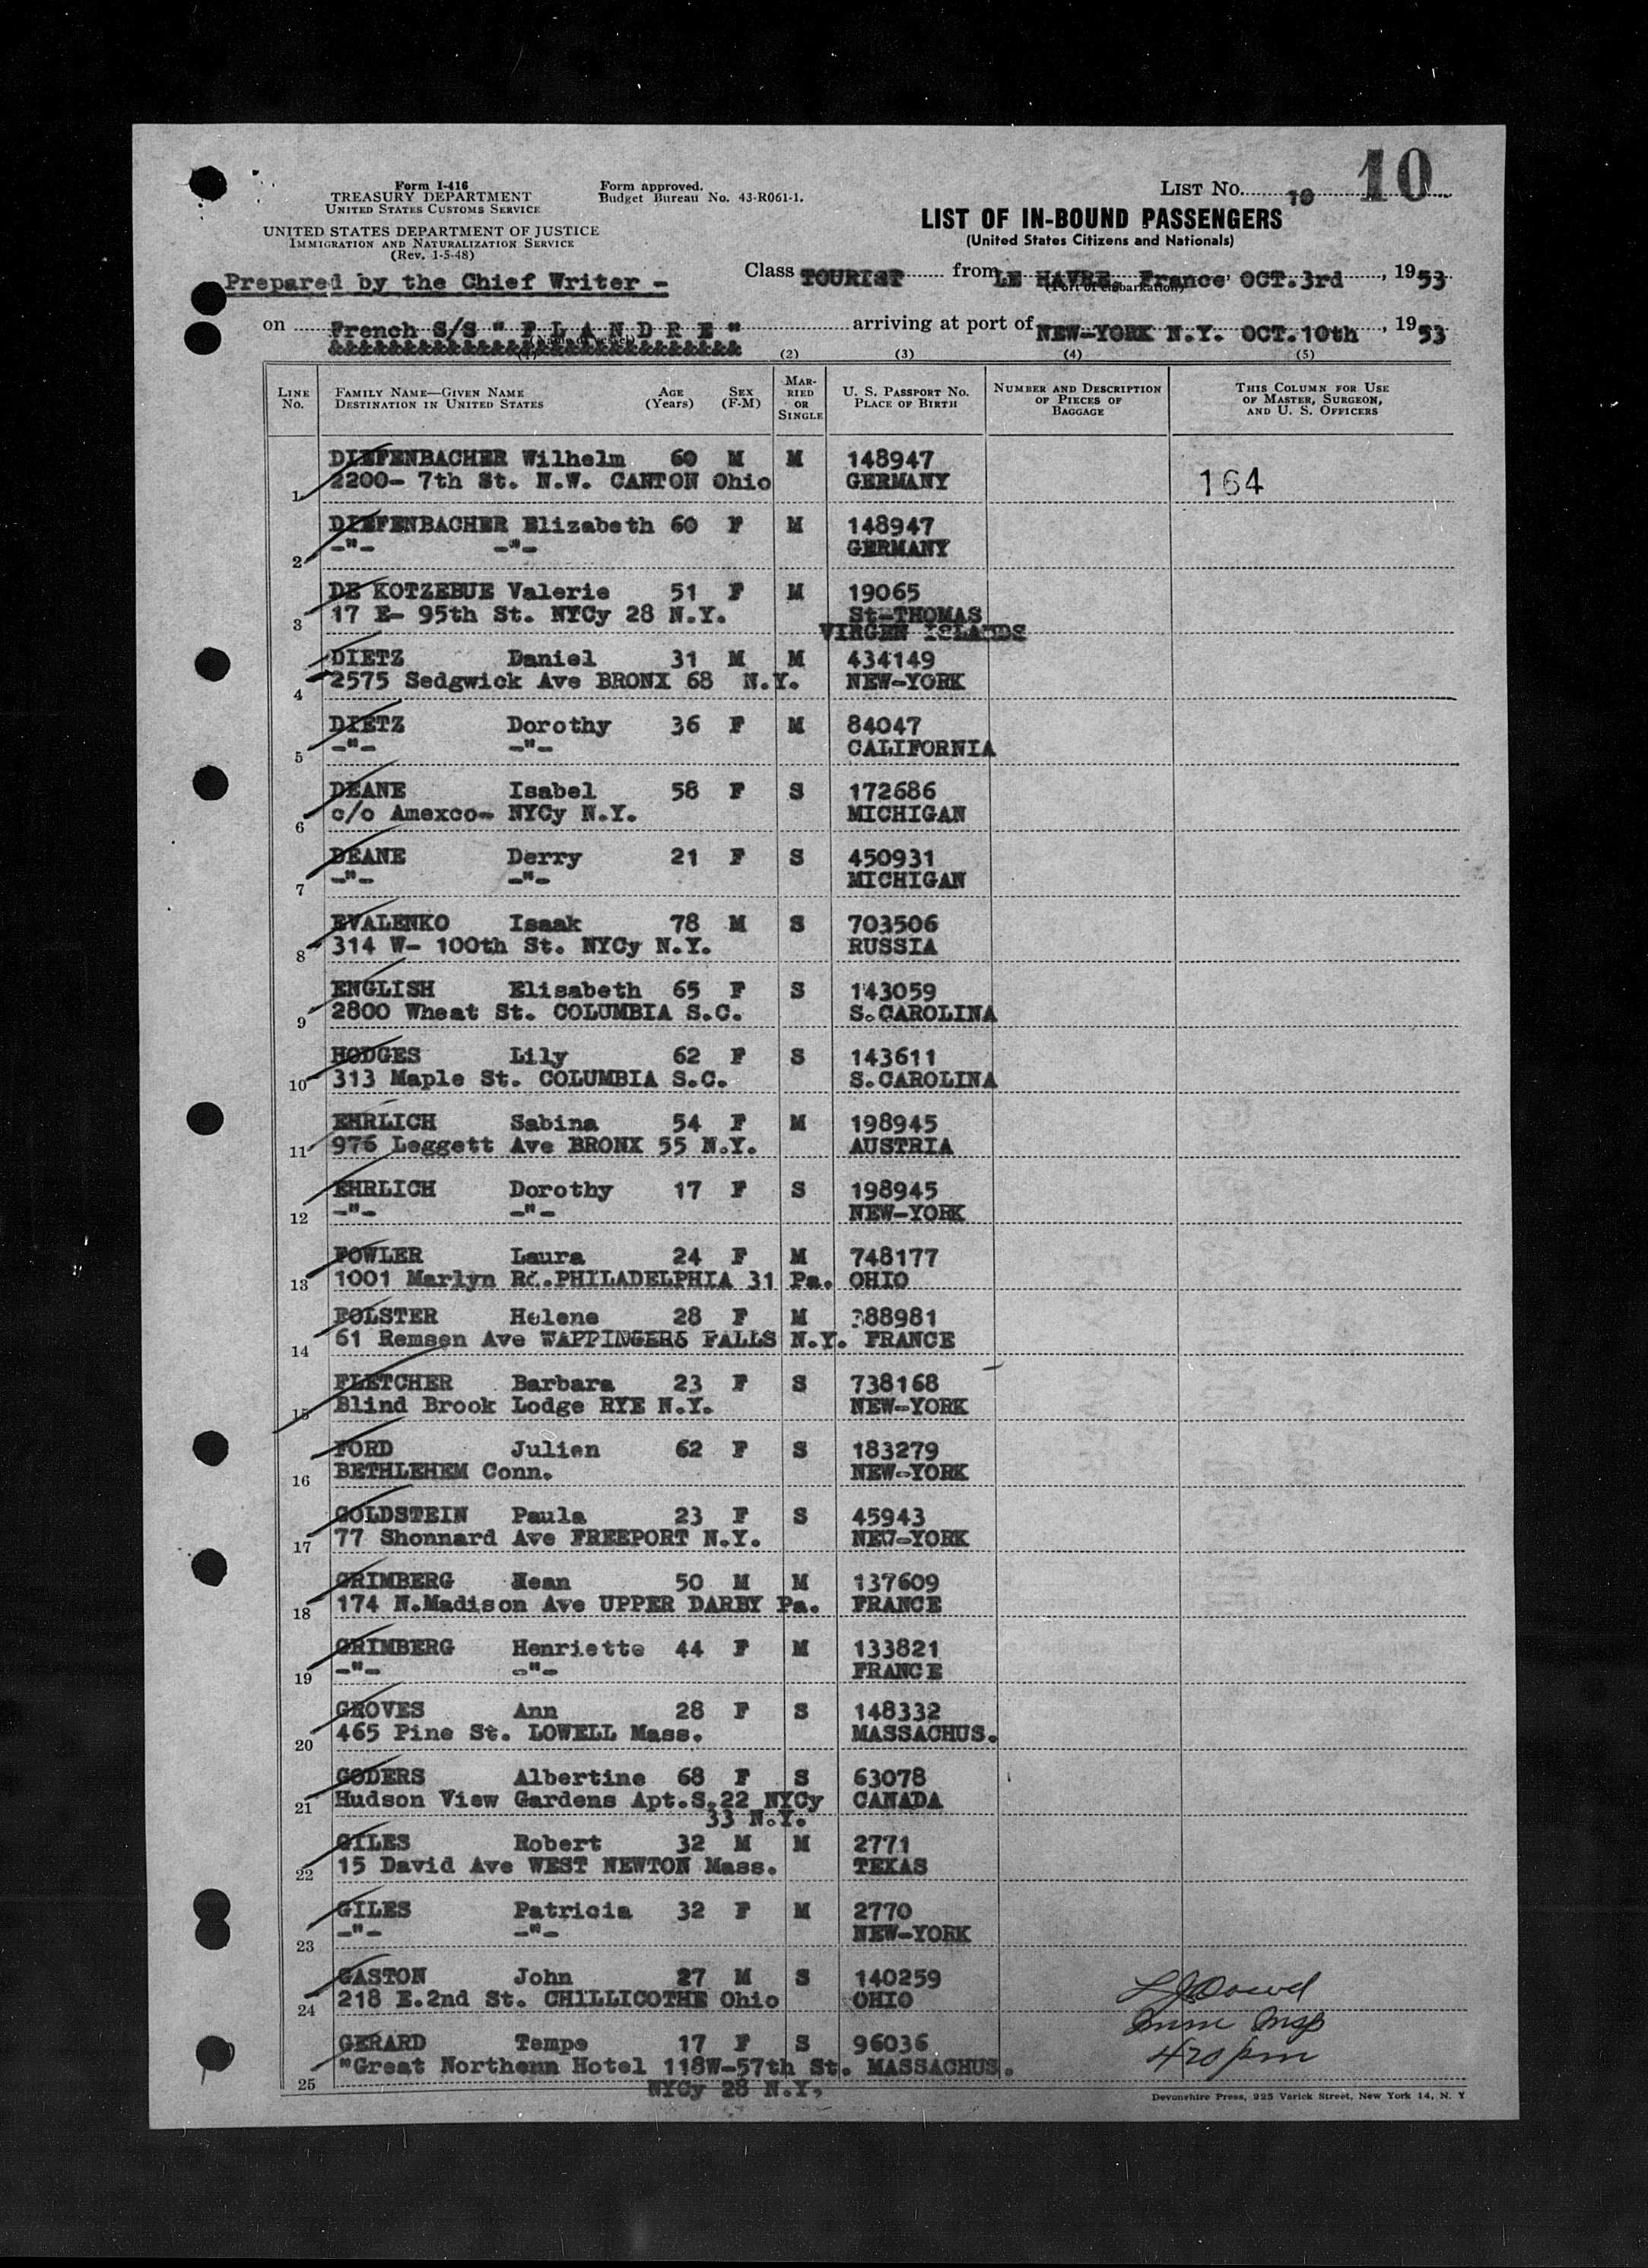 Form I-416
TREASURY DEPARTMENT
UNITED STATES CUSTOMS SERVICE
UNITED STATES DEPARTMENT OF JUSTICE
IMMIGRATION AND NATURALIZATION SERVICE
(Rev. 1-5-48)
Form approved.
Budget Bureau No. 43-R061-1.
LIST No. 10 10
LIST OF IN-BOUND PASSENGERS
(United States Citizens and Nationals)
Prepared by the Chief Writer -
Class TOURIST from LE HAVRE, France OCT.3rd, 1953
(Port of embarkation)
on French S/S " F L A N D R E " arriving at port of NEW-YORK N.Y. OCT.10th, 1953
(2) (3) (4) (5)
LINE No. FAMILY NAME—GIVEN NAME DESTINATION IN UNITED STATES AGE (Years) SEX (F-M) MARRIED OR SINGLE U. S. PASSPORT NO. PLACE OF BIRTH NUMBER AND DESCRIPTION OF PIECES OF BAGGAGE THIS COLUMN FOR USE OF MASTER, SURGEON, AND U. S. OFFICERS
DIEFENBACHER Wilhelm 60 M M 148947
1 2200- 7th St. N.W. CANTON Ohio GERMANY 164
DIEFENBACHER Elizabeth 60 F M 148947
2 -"- -"- GERMANY
DE KOTZEBUE Valerie 51 F M 19065
3 17 E- 95th St. NYCy 28 N.Y. St-THOMAS
VIRGEN ISLANDS
DIETZ Daniel 31 M M 434149
4 2575 Sedgwick Ave BRONX 68 N.Y. NEW-YORK
DIETZ Dorothy 36 F M 84047
5 -"- -"- CALIFORNIA
DEANE Isabel 58 F S 172686
6 c/o Amexco- NYCy N.Y. MICHIGAN
DEANE Derry 21 F S 450931
7 -"- -"- MICHIGAN
EVALENKO Isaak 78 M S 703506
8 314 W- 100th St. NYCy N.Y. RUSSIA
ENGLISH Elisabeth 65 F S 143059
9 2800 Wheat St. COLUMBIA S.C. S.CAROLINA
HODGES Lily 62 F S 143611
10 313 Maple St. COLUMBIA S.C. S.CAROLINA
EHRLICH Sabina 54 F M 198945
11 976 Leggett Ave BRONX 55 N.Y. AUSTRIA
EHRLICH Dorothy 17 F S 198945
12 -"- -"- NEW-YORK
FOWLER Laura 24 F M 748177
13 1001 Marlyn Rd.PHILADELPHIA 31 Pa. OHIO
FOLSTER Helene 28 F M 388981
14 61 Remsen Ave WAPPINGERS FALLS N.Y. FRANCE
FLETCHER Barbara 23 F S 738168
15 Blind Brook Lodge RYE N.Y. NEW-YORK
FORD Julien 62 F S 183279
16 BETHLEHEM Conn. NEW-YORK
GOLDSTEIN Paula 23 F S 45943
17 77 Shonnard Ave FREEPORT N.Y. NEW-YORK
GRIMBERG Jean 50 M M 137609
18 174 N.Madison Ave UPPER DARBY Pa. FRANCE
GRIMBERG Henriette 44 F M 133821
19 -"- -"- FRANCE
GROVES Ann 28 F S 148332
20 465 Pine St. LOWELL Mass. MASSACHUS.
GODERS Albertine 68 F S 63078
21 Hudson View Gardens Apt.S.22 NYCy CANADA
33 N.Y.
GILES Robert 32 M M 2771
22 15 David Ave WEST NEWTON Mass. TEXAS
GILES Patricia 32 F M 2770
23 -"- -"- NEW-YORK
GASTON John 27 M S 140259
24 218 E.2nd St. CHILLICOTHE Ohio OHIO
GERARD Tempe 17 F S 96036
25 "Great Northenn Hotel 118W-57th St. MASSACHUS.
NYCy 28 N.Y.
Imm Insp
420 pm
Devonshire Press, 225 Varick Street, New York 14, N. Y